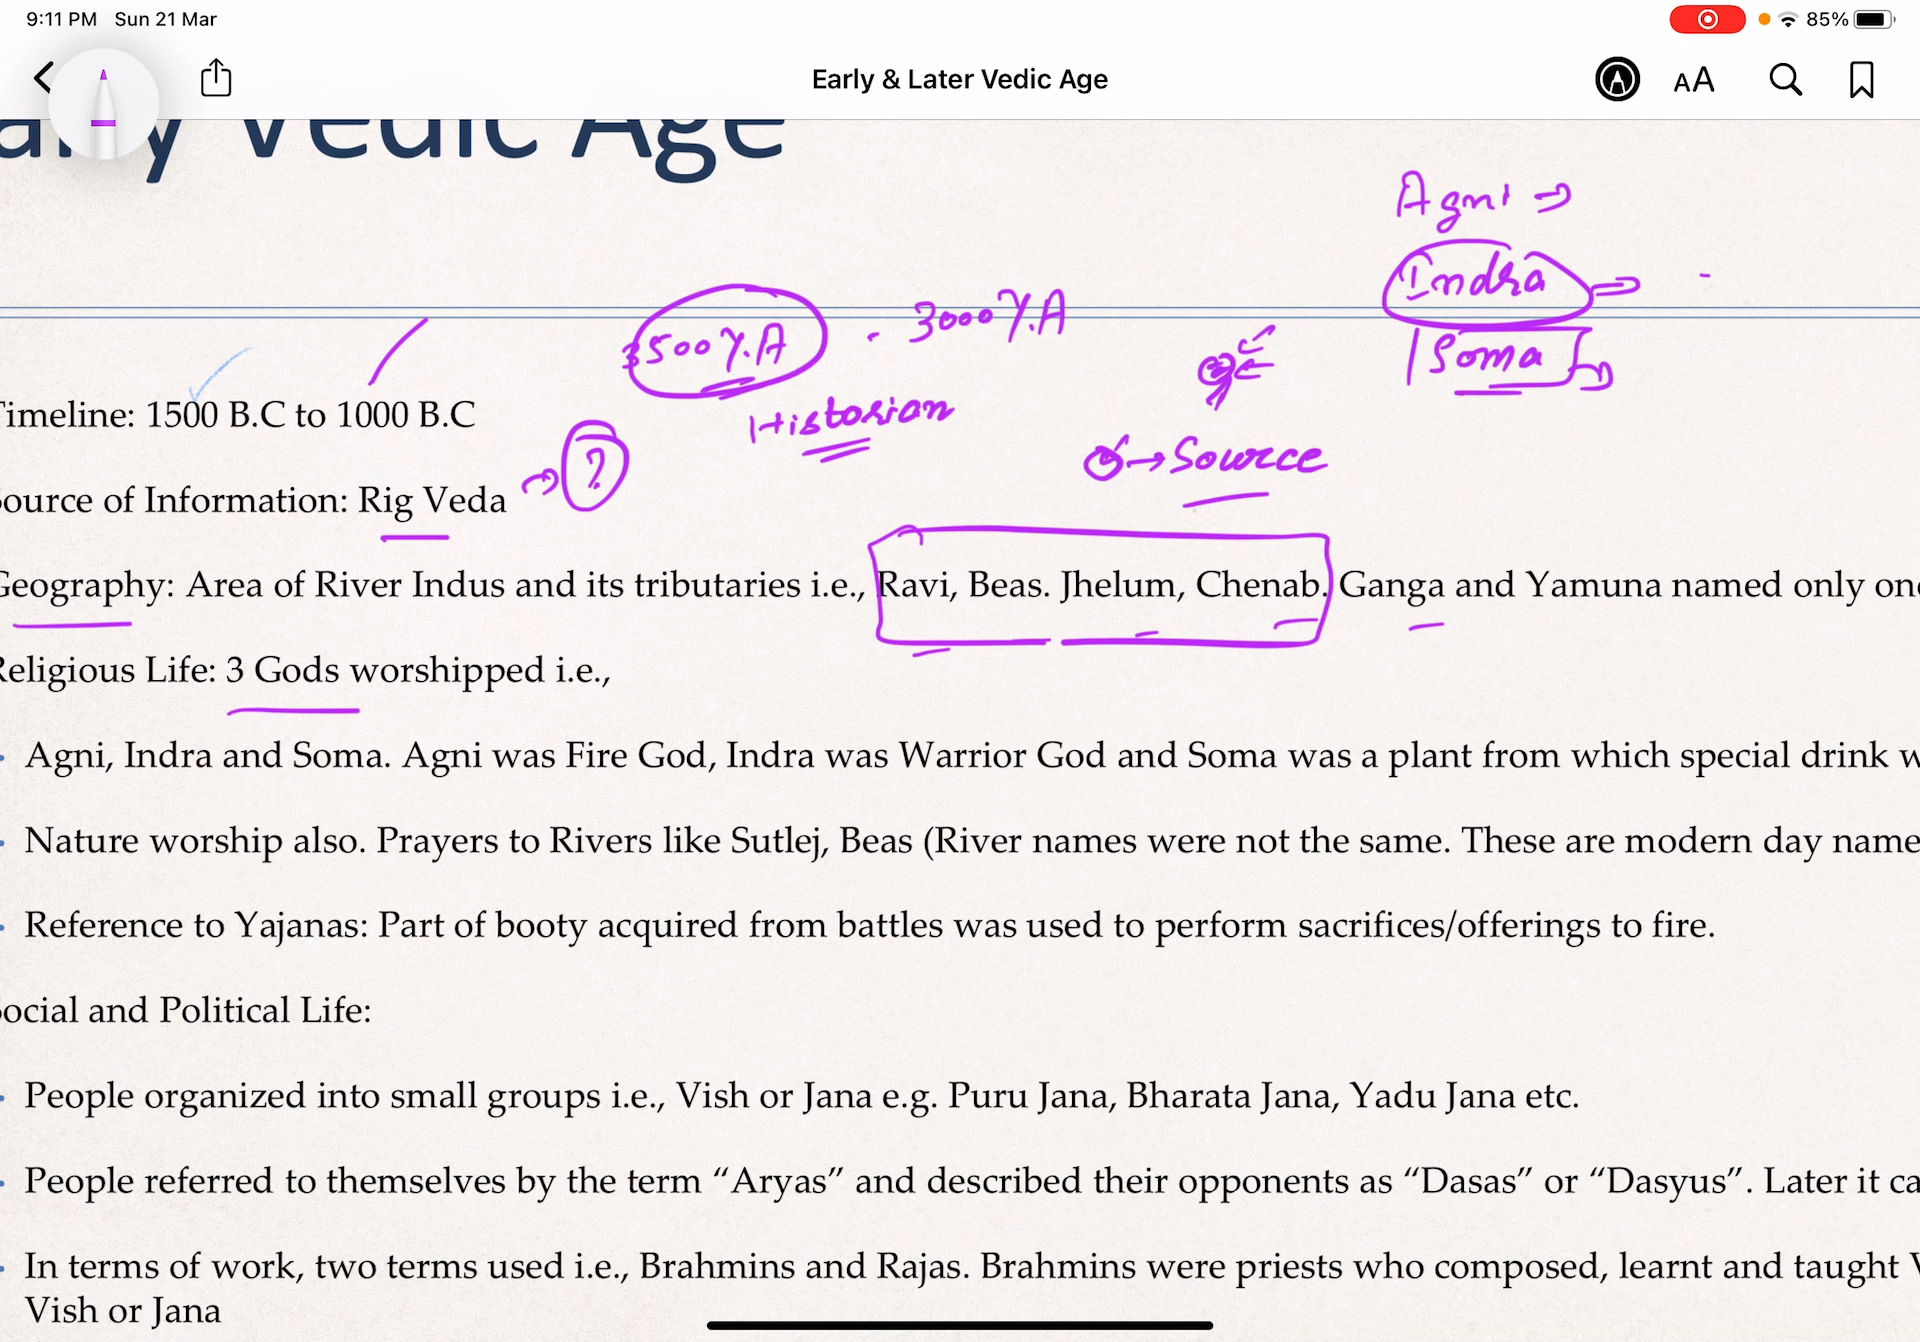 9:11 PM Sun 21 Mar
85%
Early & Later Vedic Age
AA
Vedic Age
Agni
Indra
3500 Y.A - 3000 Y.A
Soma
Historian
Timeline: 1500 B.C to 1000 B.C
?
Source
Source of Information: Rig Veda
Geography: Area of River Indus and its tributaries i.e., Ravi, Beas. Jhelum, Chenab. Ganga and Yamuna named only
Religious Life: 3 Gods worshipped i.e.,
Agni, Indra and Soma. Agni was Fire God, Indra was Warrior God and Soma was a plant from which special drink
Nature worship also. Prayers to Rivers like Sutlej, Beas (River names were not the same. These are modern day name
Reference to Yajanas: Part of booty acquired from battles was used to perform sacrifices/offerings to fire.
Social and Political Life:
People organized into small groups i.e., Vish or Jana e.g. Puru Jana, Bharata Jana, Yadu Jana etc.
People referred to themselves by the term “Aryas” and described their opponents as “Dasas” or “Dasyus”. Later it
In terms of work, two terms used i.e., Brahmins and Rajas. Brahmins were priests who composed, learnt and taught
Vish or Jana